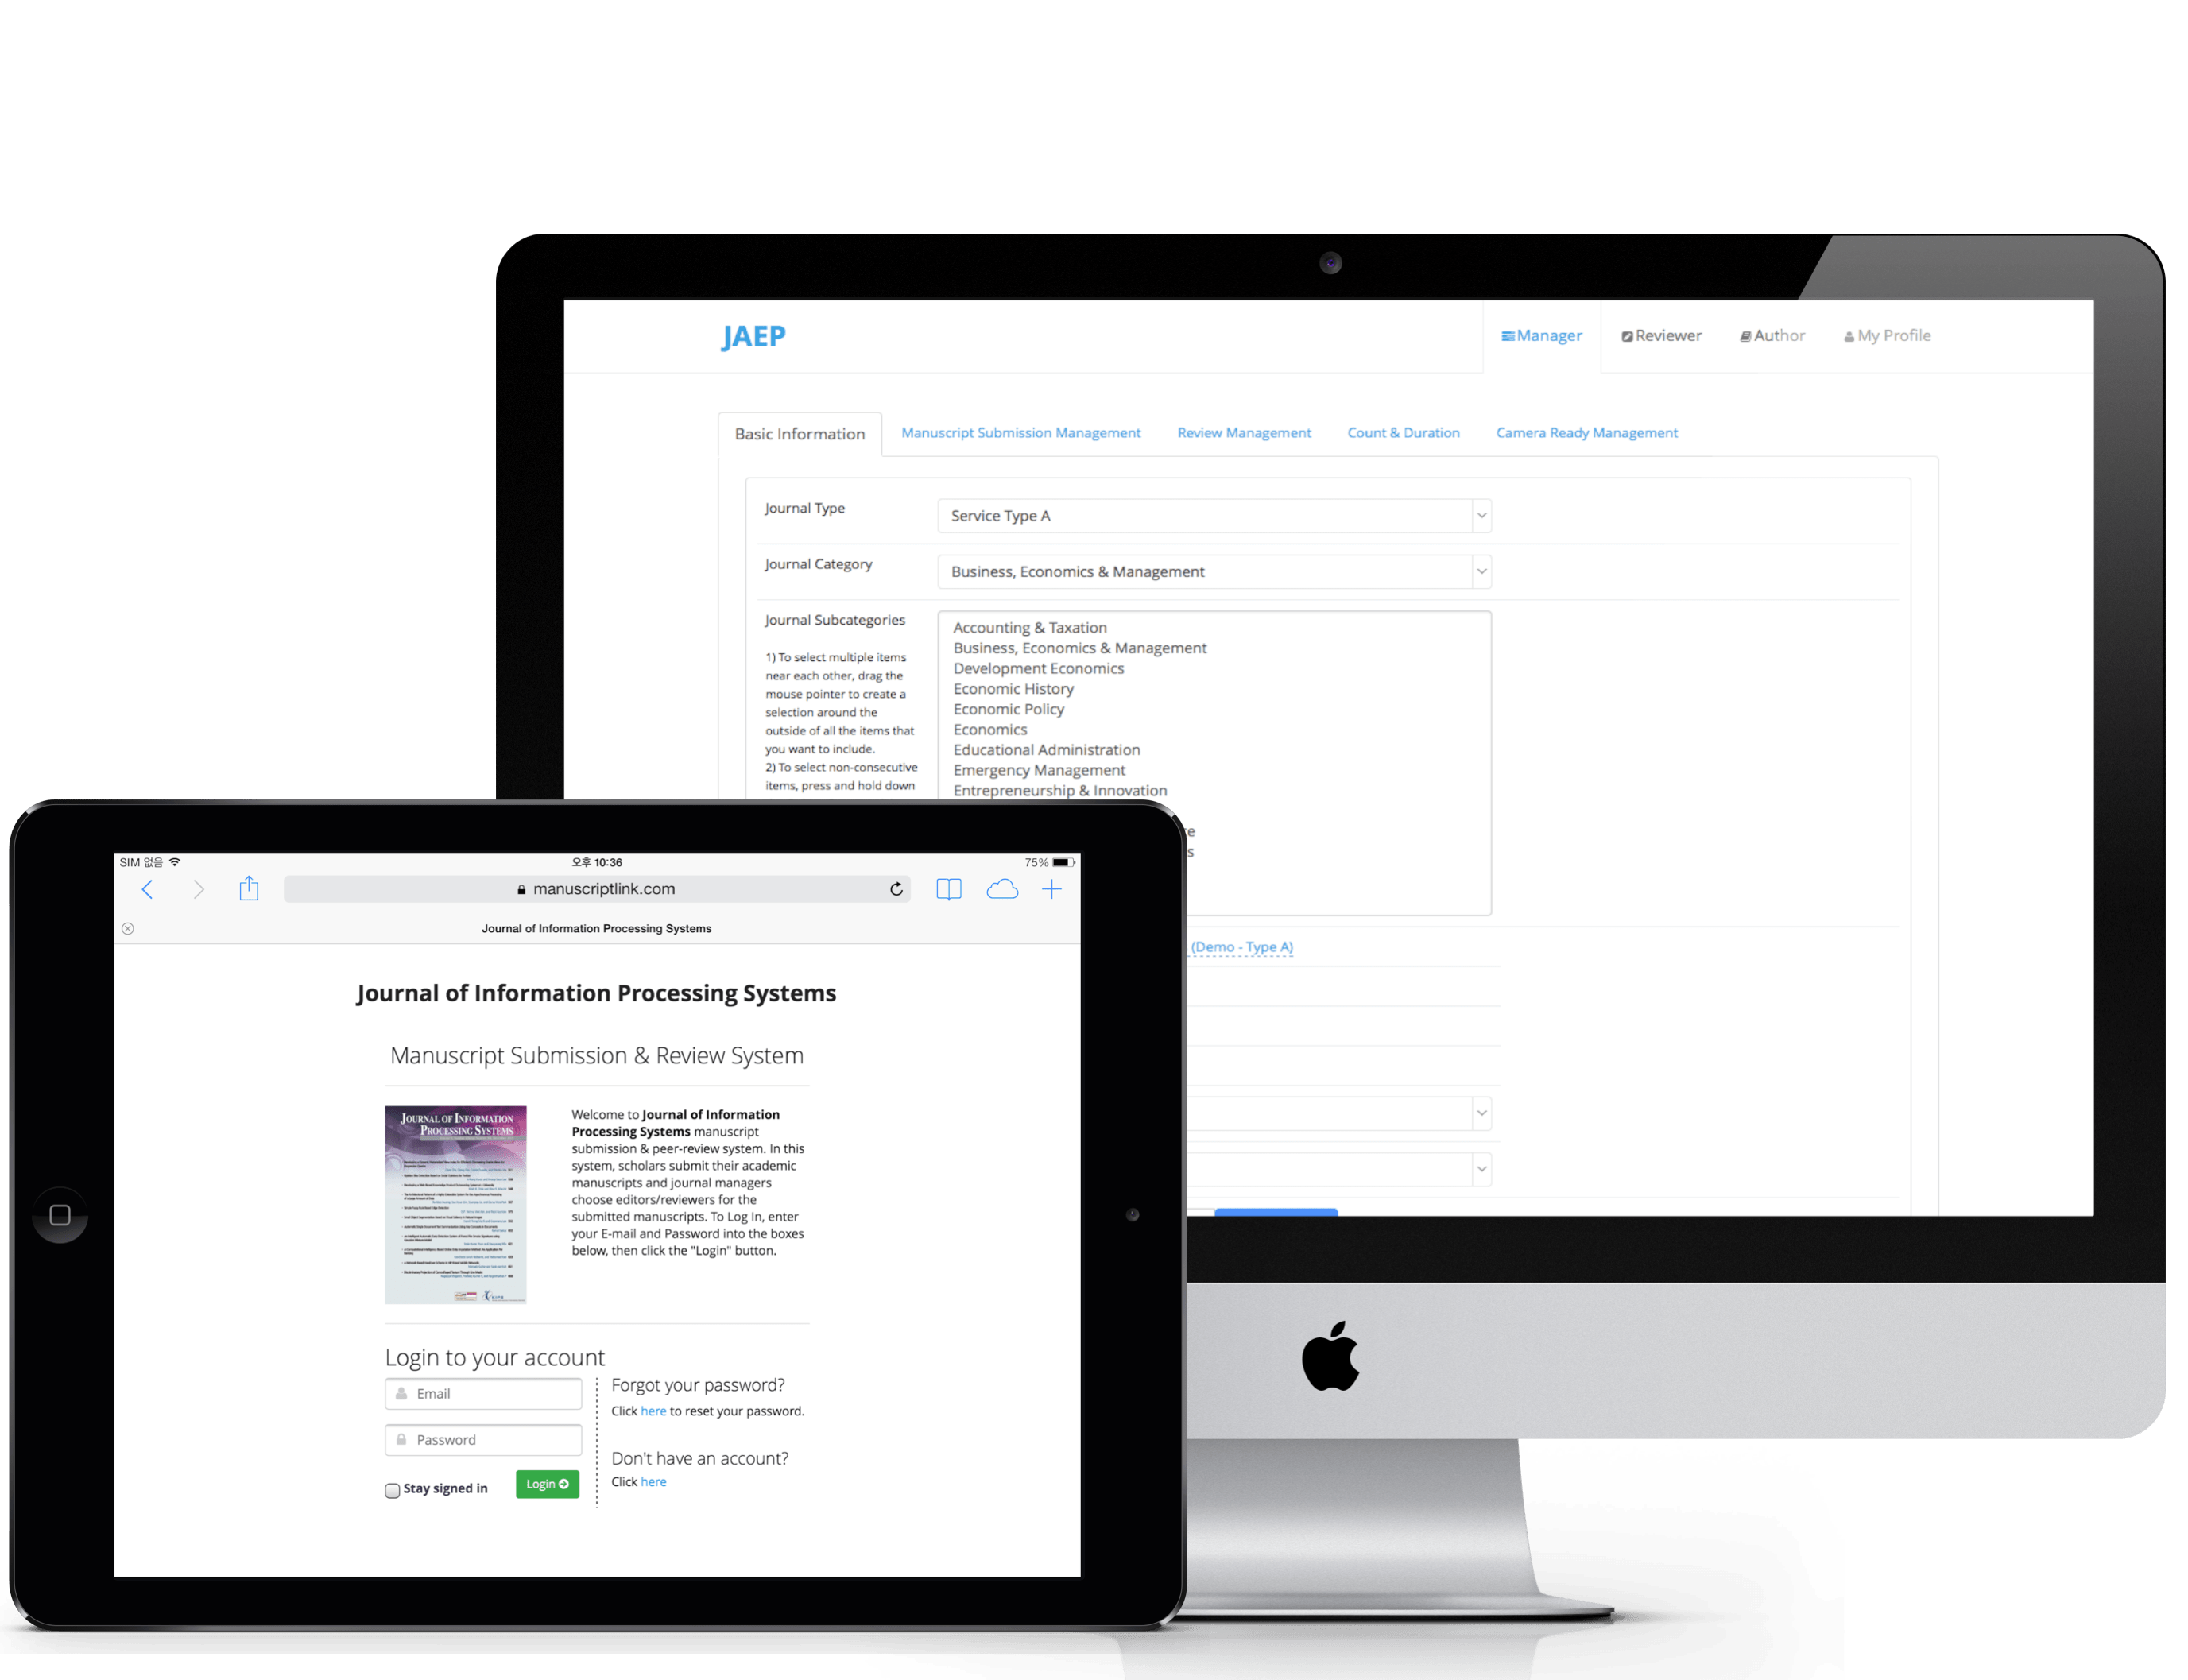 JAEP
Manager
Reviewer
Author
My Profile
Basic Information
Manuscript Submission Management
Review Management
Count & Duration
Camera Ready Management
Journal Type
Service Type A
Journal Category
Business, Economics & Management
Journal Subcategories
1) To select multiple items
near each other, drag the
mouse pointer to create a
selection around the
outside of all the items that
you want to include.
2) To select non-consecutive
items, press and hold down
Accounting & Taxation
Business, Economics & Management
Development Economics
Economic History
Economic Policy
Economics
Educational Administration
Emergency Management
Entrepreneurship & Innovation
(Demo - Type A)
SIM 없음
오후 10:36
75%
manuscriptlink.com
Journal of Information Processing Systems
Journal of Information Processing Systems
Manuscript Submission & Review System
JOURNAL OF INFORMATION
PROCESSING SYSTEMS
Welcome to Journal of Information
Processing Systems manuscript
submission & peer-review system. In this
system, scholars submit their academic
manuscripts and journal managers
choose editors/reviewers for the
submitted manuscripts. To Log In, enter
your E-mail and Password into the boxes
below, then click the "Login" button.
Login to your account
Email
Password
Stay signed in
Login
Forgot your password?
Click here to reset your password.
Don't have an account?
Click here